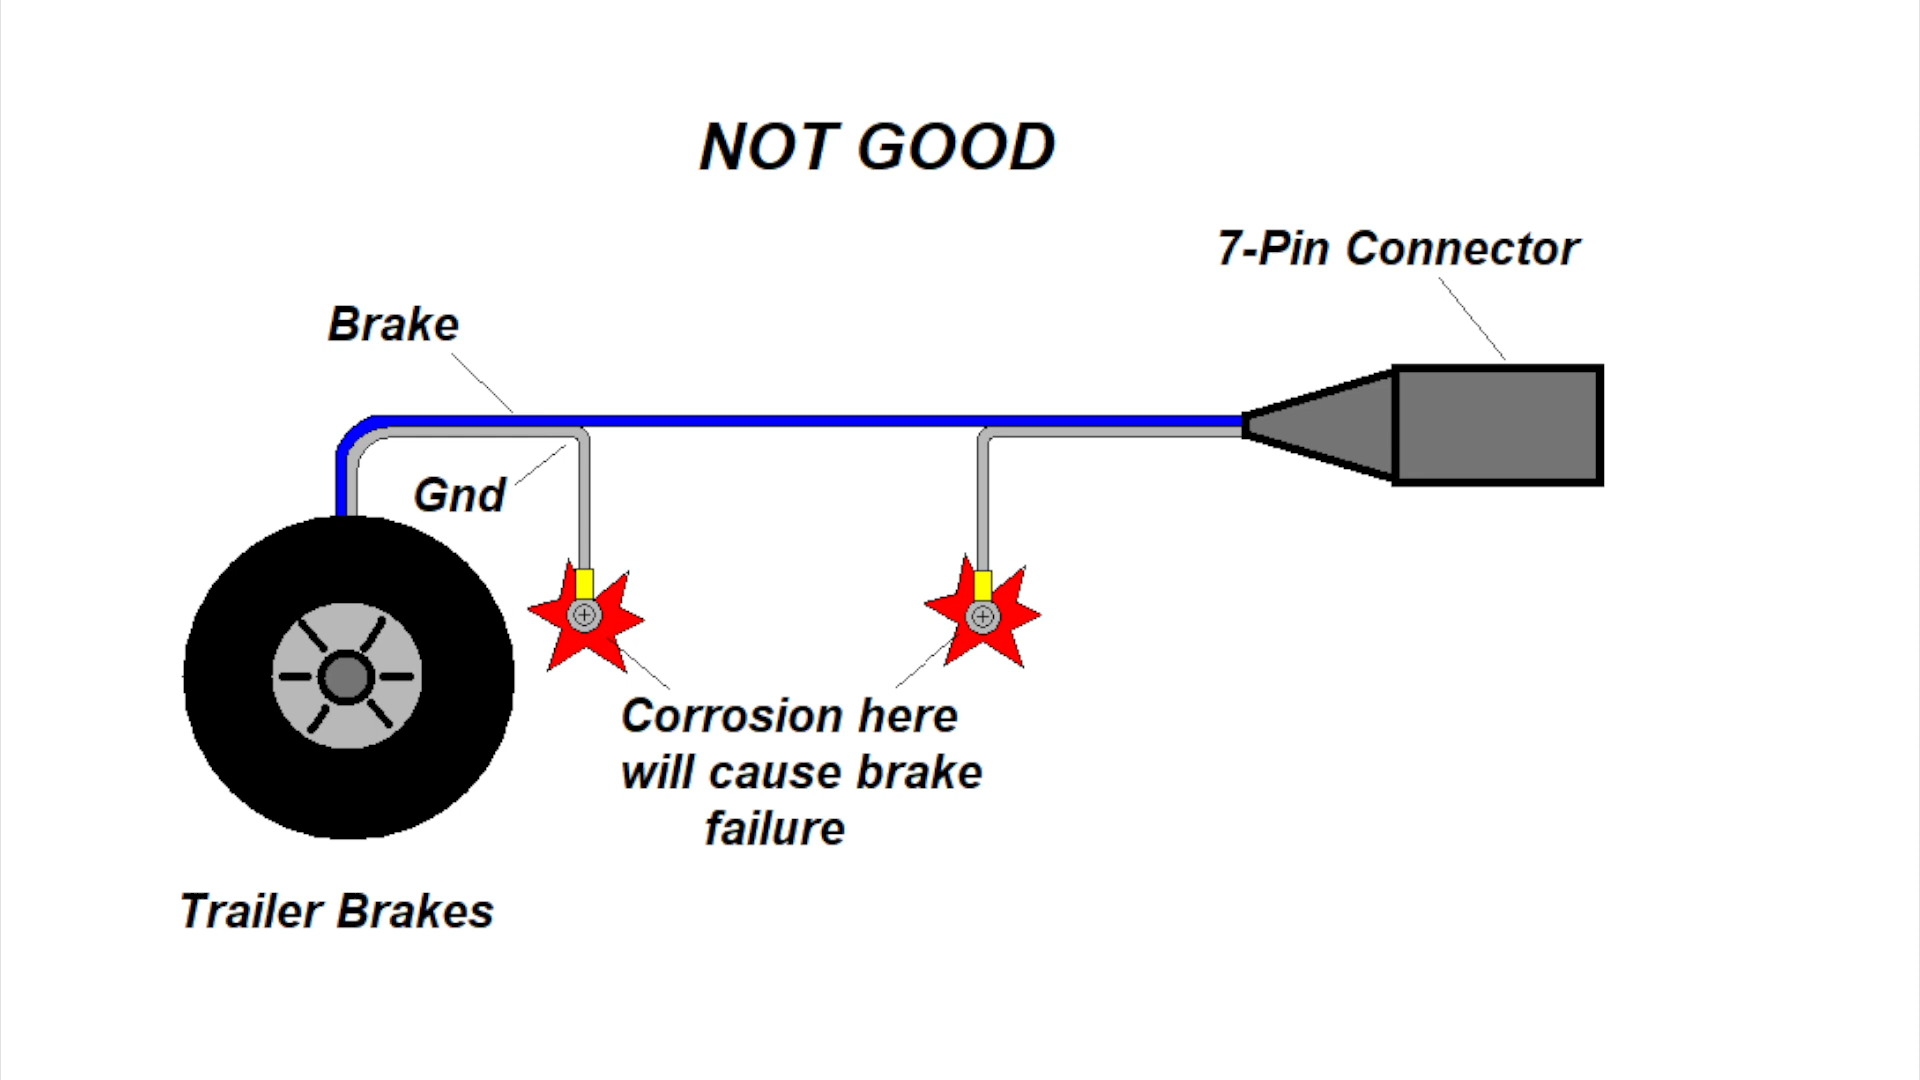 NOT GOOD
7-Pin Connector
Brake
Gnd
Corrosion here
will cause brake
failure
Trailer Brakes